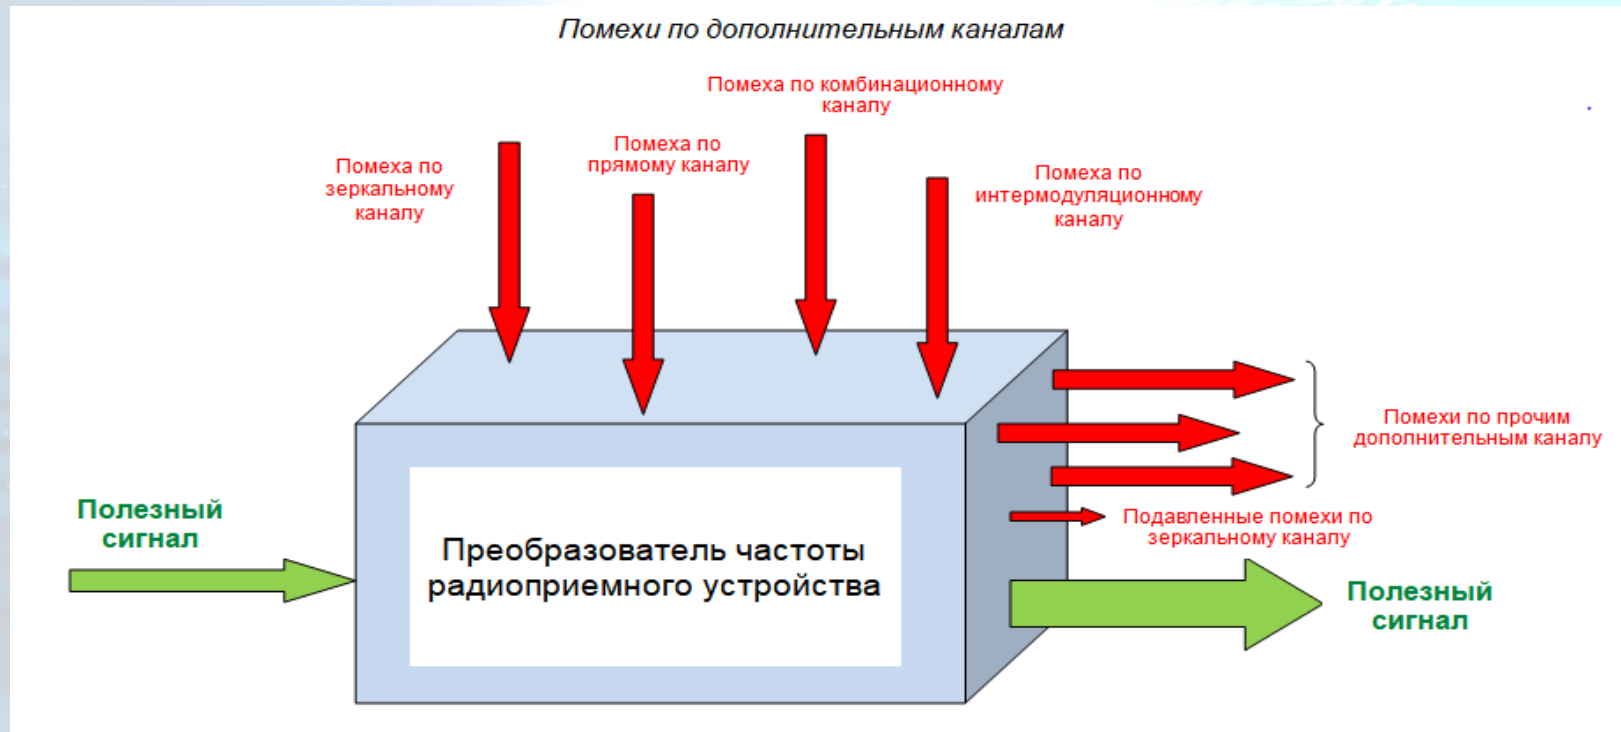 Помехи по дополнительным каналам
Помеха по комбинационному
каналу
Помеха по
прямому каналу
Помеха по
зеркальному
каналу
Помеха по
интермодуляционному
каналу
Помехи по прочим
дополнительным каналу
Полезный
сигнал
Подавленные помехи по
зеркальному каналу
Преобразователь частоты
радиоприемного устройства
Полезный
сигнал